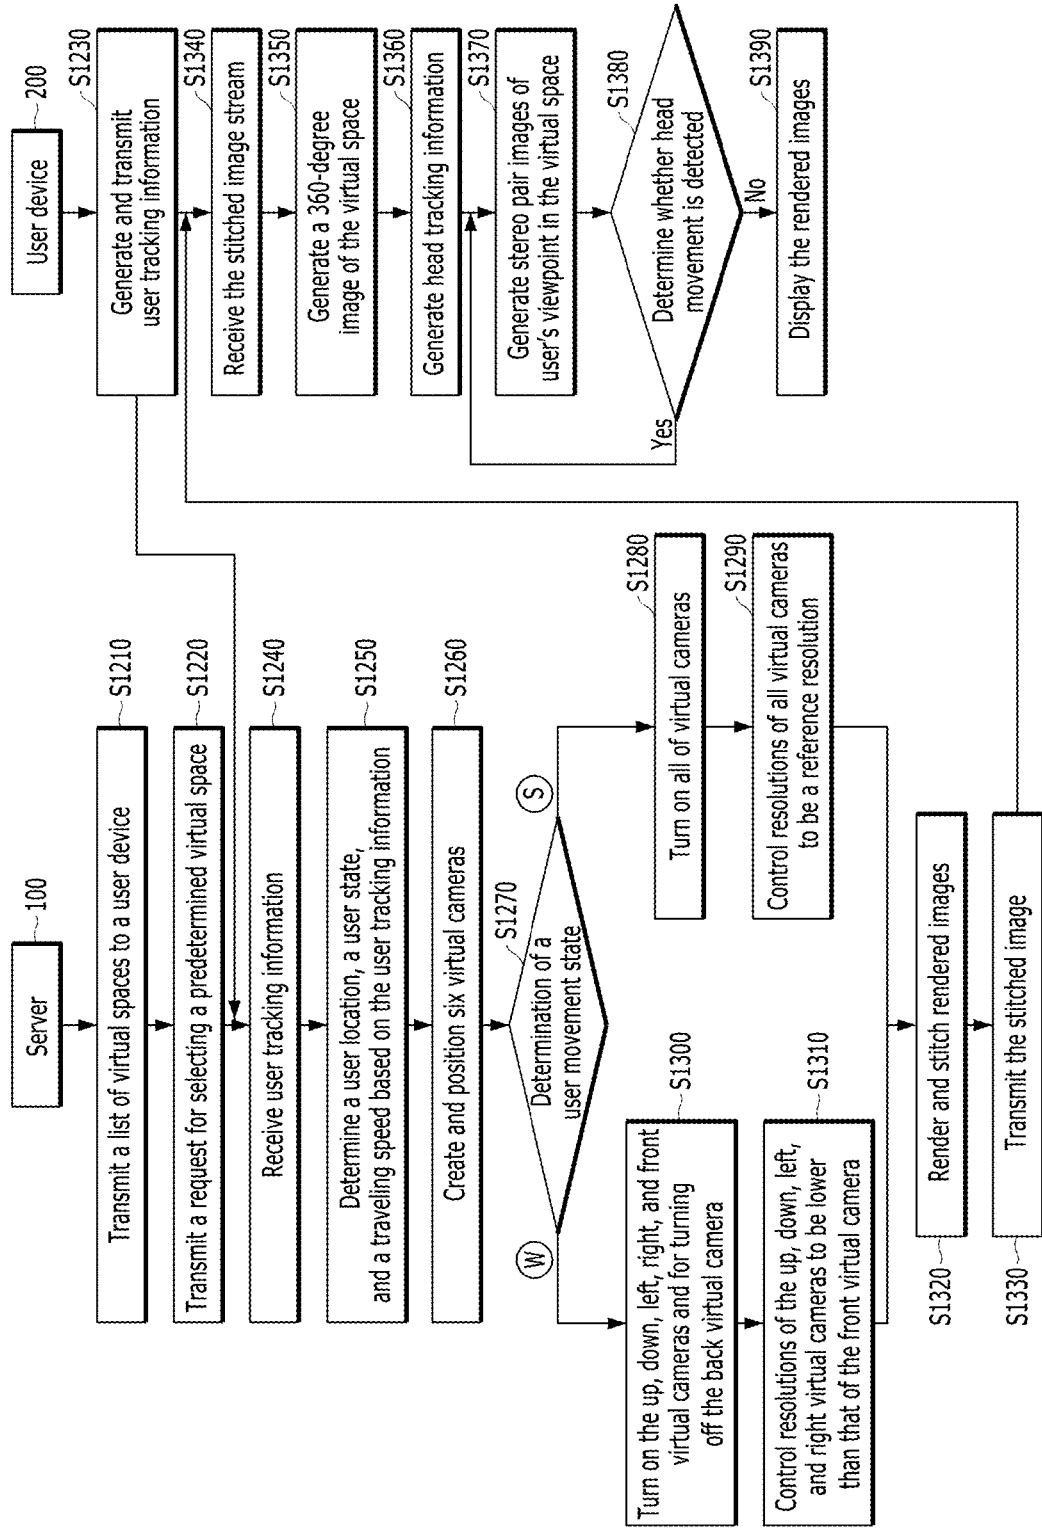 Server
100
Transmit a list of virtual spaces to a user device
S1210
Transmit a request for selecting a predetermined virtual space
S1220
Receive user tracking information
S1240
Determine a user location, a user state,
and a traveling speed based on the user tracking information
S1250
Create and position six virtual cameras
S1260
Determination of a
user movement state
S1270
W
S
Turn on the up, down, left, right, and front
virtual cameras and for turning
off the back virtual camera
S1300
Control resolutions of the up, down, left,
and right virtual cameras to be lower
than that of the front virtual camera
S1310
Turn on all of virtual cameras
S1280
Control resolutions of all virtual cameras
to be a reference resolution
S1290
Render and stitch rendered images
S1320
Transmit the stitched image
S1330
User device
200
Generate and transmit
user tracking information
S1230
Receive the stitched image stream
S1340
Generate a 360-degree
image of the virtual space
S1350
Generate head tracking information
S1360
Generate stereo pair images of
user's viewpoint in the virtual space
S1370
Determine whether head
movement is detected
S1380
Yes
No
Display the rendered images
S1390